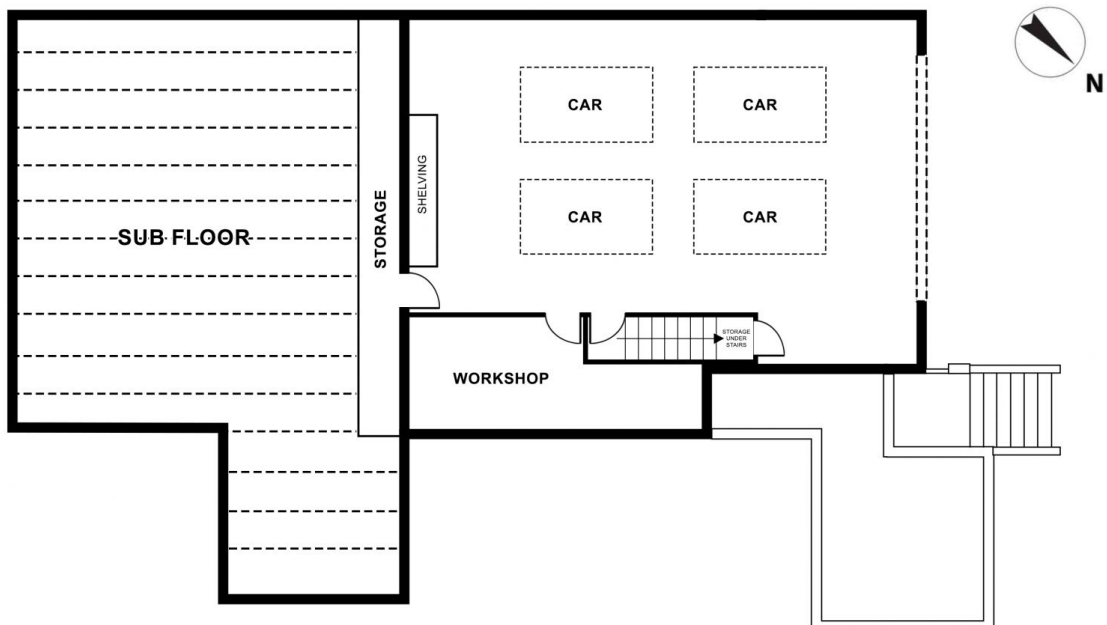 CAR
CAR
N
SHELVING
STORAGE
CAR
CAR
SUB FLOOR
STORAGE
UNDER
STAIRS
WORKSHOP